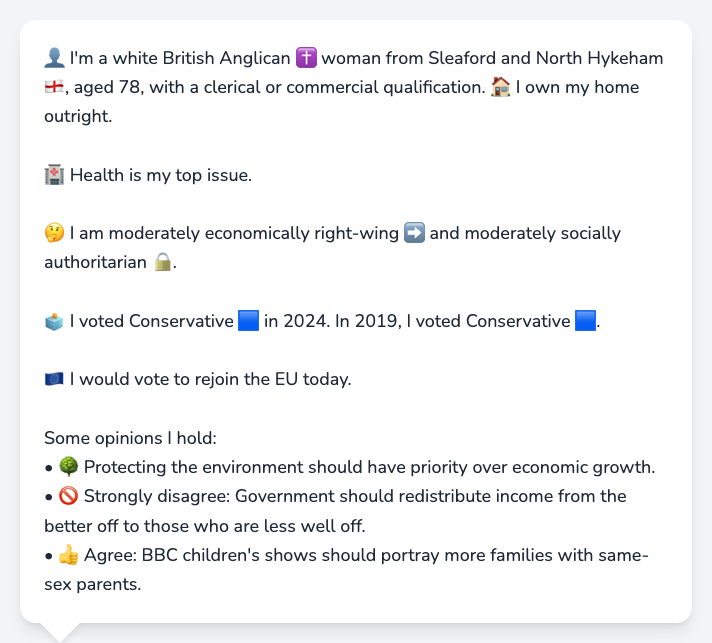 👤 I'm a white British Anglican ✝️ woman from Sleaford and North Hykeham
🏴󠁧󠁢󠁥󠁮󠁧󠁿, aged 78, with a clerical or commercial qualification. 🏠 I own my home
outright.
🏥 Health is my top issue.
🤔 I am moderately economically right-wing ➡️ and moderately socially
authoritarian 🔒.
🗳️ I voted Conservative 🟦 in 2024. In 2019, I voted Conservative 🟦.
🇪🇺 I would vote to rejoin the EU today.
Some opinions I hold:
• 🌳 Protecting the environment should have priority over economic growth.
• 🚫 Strongly disagree: Government should redistribute income from the
better off to those who are less well off.
• 👍 Agree: BBC children's shows should portray more families with same-
sex parents.